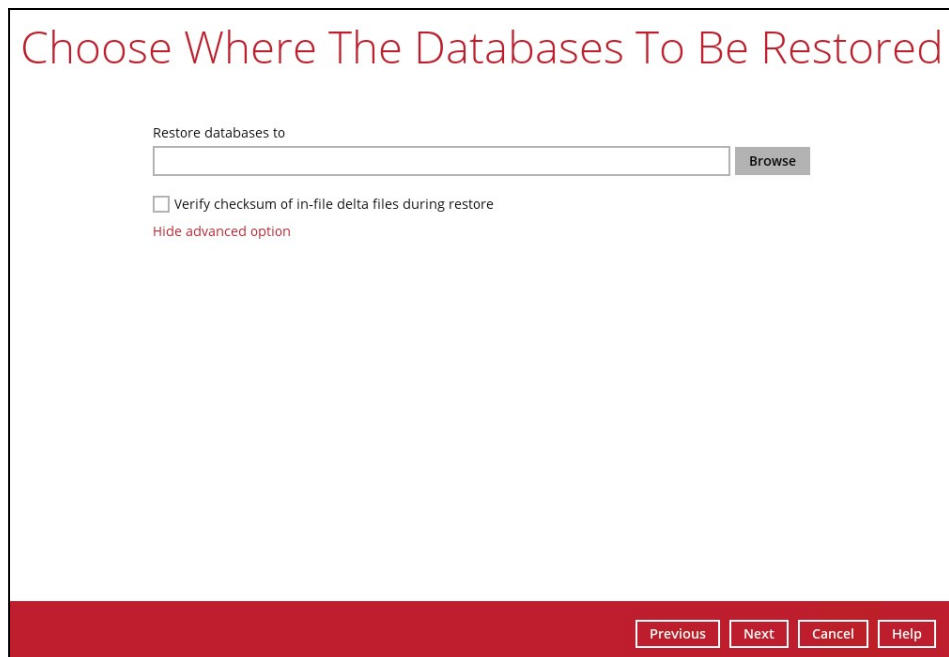 Choose Where The Databases To Be Restored
Restore databases to
Browse
Verify checksum of in-file delta files during restore
Hide advanced option
Previous Next Cancel Help